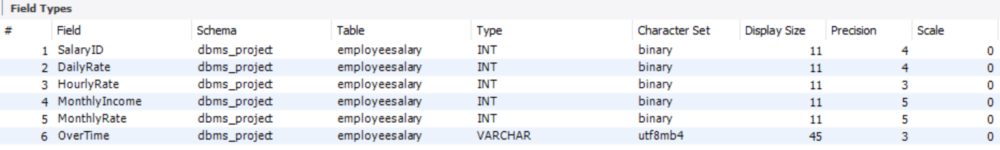 Field Types
# Field Schema Table Type Character Set Display Size Precision Scale
1 SalaryID dbms_project employeesalary INT binary 11 4 0
2 DailyRate dbms_project employeesalary INT binary 11 4 0
3 HourlyRate dbms_project employeesalary INT binary 11 3 0
4 MonthlyIncome dbms_project employeesalary INT binary 11 5 0
5 MonthlyRate dbms_project employeesalary INT binary 11 5 0
6 OverTime dbms_project employeesalary VARCHAR utf8mb4 45 3 0